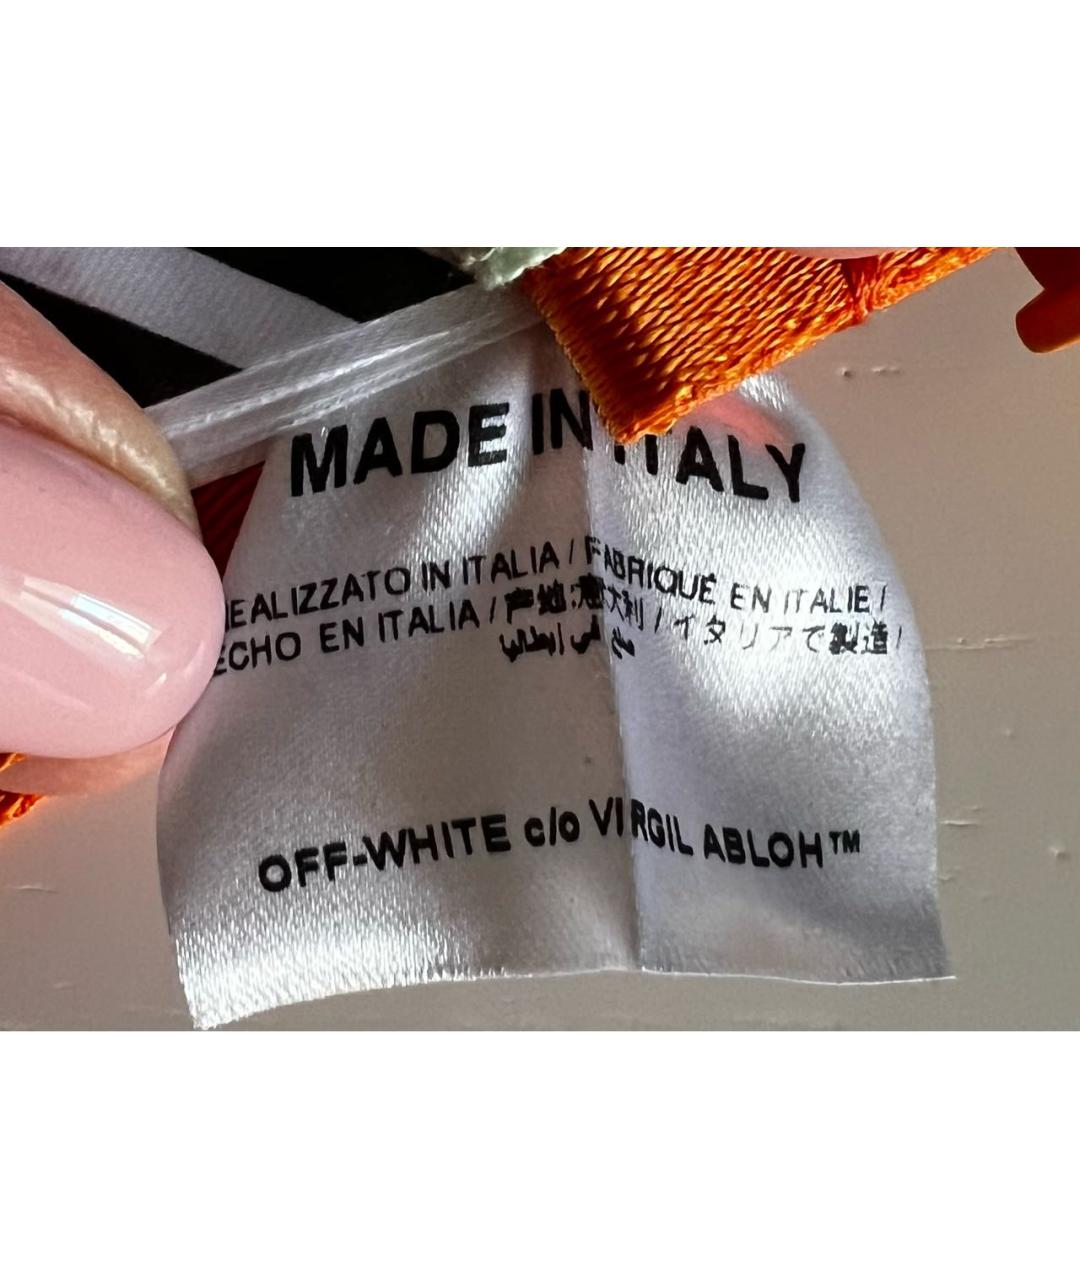 MADE IN ITALY
REALIZZATO IN ITALIA / FABRIQUÉ EN ITALIE /
ECHO EN ITALIA / 产地:意大利 / イタリアで製造 /
صنع في إيطاليا
OFF-WHITE c/o VIRGIL ABLOH™